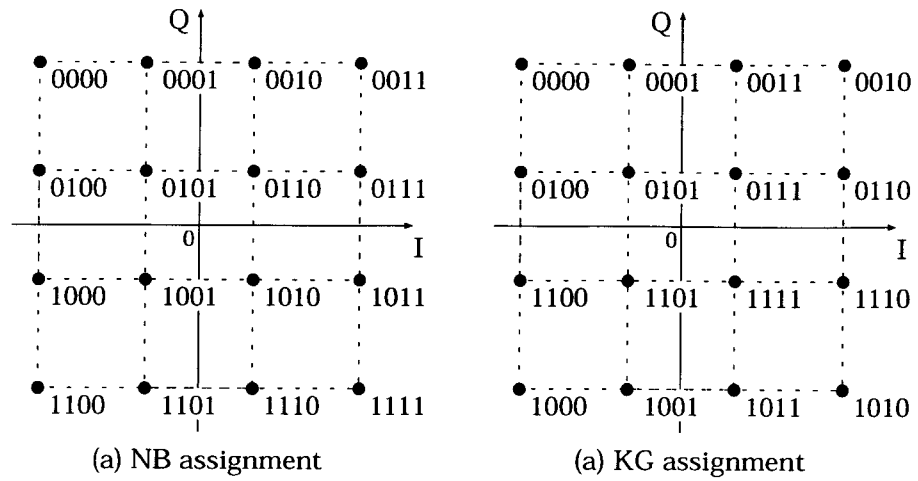 Q Q
0000 0001 0010 0011 0000 0001 0011 0010
0100 0101 0110 0111 0100 0101 0111 0110
0 I 0 I
1000 1001 1010 1011 1100 1101 1111 1110
1100 1101 1110 1111 1000 1001 1011 1010
(a) NB assignment (a) KG assignment